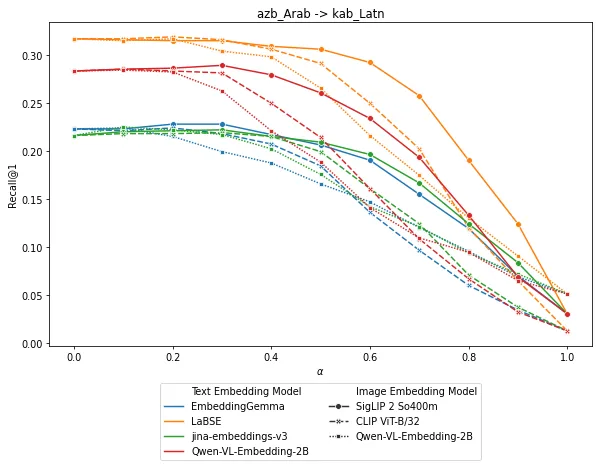 azb_Arab -> kab_Latn
Recall@1
0.30
0.25
0.20
0.15
0.10
0.05
0.00
0.0 0.2 0.4 0.6 0.8 1.0
α
Text Embedding Model
EmbeddingGemma
LaBSE
jina-embeddings-v3
Qwen-VL-Embedding-2B
Image Embedding Model
SigLIP 2 So400m
CLIP ViT-B/32
Qwen-VL-Embedding-2B